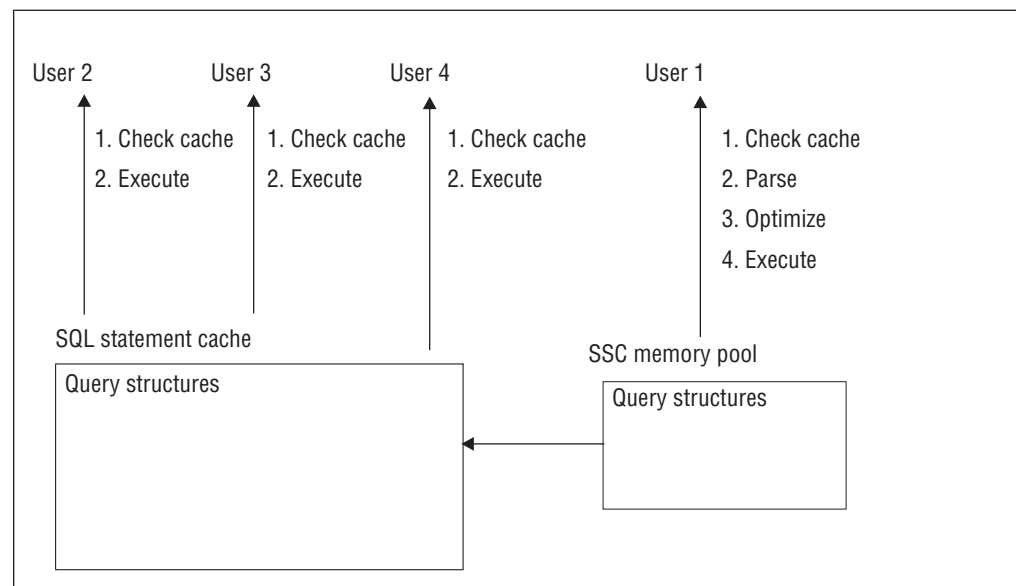 User 2
User 3
User 4
User 1
1. Check cache
2. Execute
1. Check cache
2. Execute
1. Check cache
2. Execute
1. Check cache
2. Parse
3. Optimize
4. Execute
SQL statement cache
Query structures
SSC memory pool
Query structures